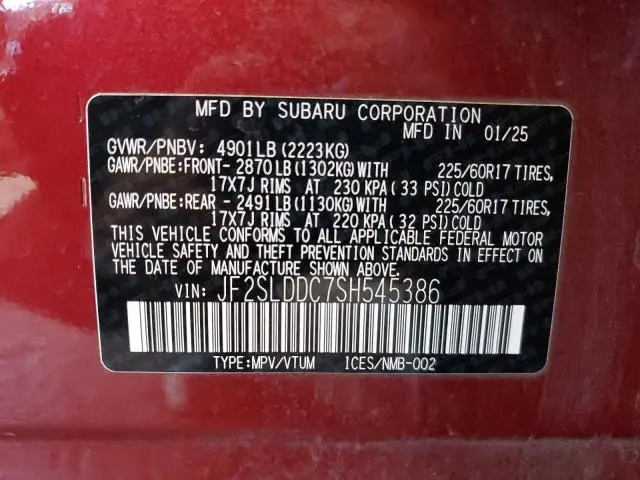 MFD BY SUBARU CORPORATION
MFD IN 01/25
GVWR/PNBV: 4901LB (2223KG)
GAWR/PNBE:FRONT- 2870LB (1302KG) WITH 225/60R17 TIRES,
17X7J RIMS AT 230 KPA (33 PSI) COLD
GAWR/PNBE:REAR - 2491LB (1130KG) WITH 225/60R17 TIRES,
17X7J RIMS AT 220 KPA (32 PSI) COLD
THIS VEHICLE CONFORMS TO ALL APPLICABLE FEDERAL MOTOR
VEHICLE SAFETY AND THEFT PREVENTION STANDARDS IN EFFECT
ON THE DATE OF MANUFACTURE SHOWN ABOVE.
VIN: JF2SLDDC7SH545386
TYPE:MPV/VTUM ICES/NMB-002